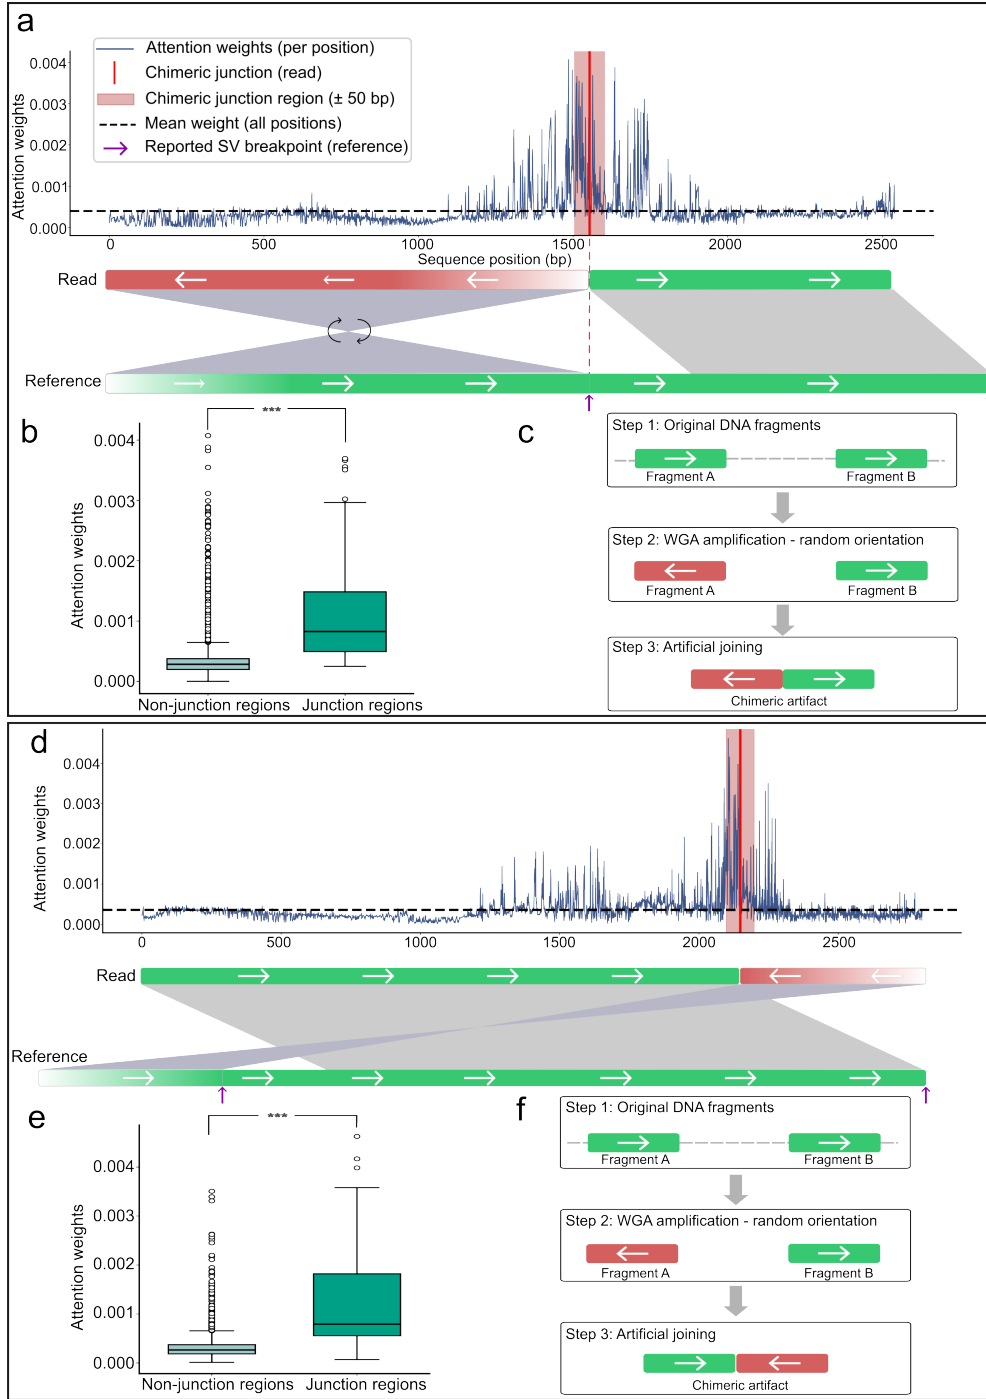 a
Attention weights (per position)
Chimeric junction (read)
Chimeric junction region (± 50 bp)
Mean weight (all positions)
Reported SV breakpoint (reference)
Attention weights
0.004
0.003
0.002
0.001
0.000
0 500 1000 1500 2000 2500
Sequence position (bp)
Read
Reference
b
***
Attention weights
0.004
0.003
0.002
0.001
0.000
Non-junction regions Junction regions
c
Step 1: Original DNA fragments
Fragment A Fragment B
Step 2: WGA amplification - random orientation
Fragment A Fragment B
Step 3: Artificial joining
Chimeric artifact
d
Attention weights
0.004
0.003
0.002
0.001
0.000
0 500 1000 1500 2000 2500
Read
Reference
e
***
Attention weights
0.004
0.003
0.002
0.001
0.000
Non-junction regions Junction regions
f
Step 1: Original DNA fragments
Fragment A Fragment B
Step 2: WGA amplification - random orientation
Fragment A Fragment B
Step 3: Artificial joining
Chimeric artifact